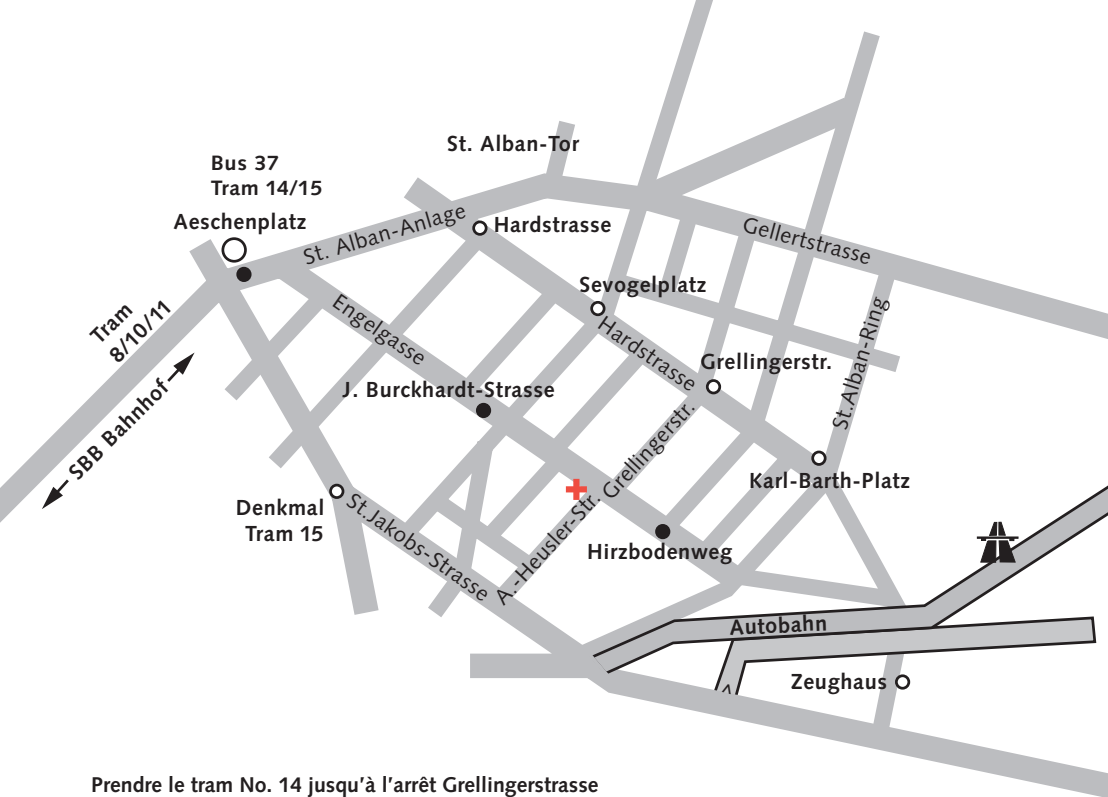 St. Alban-Tor
Bus 37
Tram 14/15
Aeschenplatz
St. Alban-Anlage
Hardstrasse
Gellertstrasse
Sevogelplatz
Tram
8/10/11
SBB Bahnhof
Engelgasse
Hardstrasse
Grellingerstr.
St.Alban-Ring
J. Burckhardt-Strasse
Grellingerstr.
Karl-Barth-Platz
Denkmal
Tram 15
St.Jakobs-Strasse
A.-Heusler-Str.
Hirzbodenweg
Autobahn
Zeughaus
Prendre le tram No. 14 jusqu'à l'arrêt Grellingerstrasse